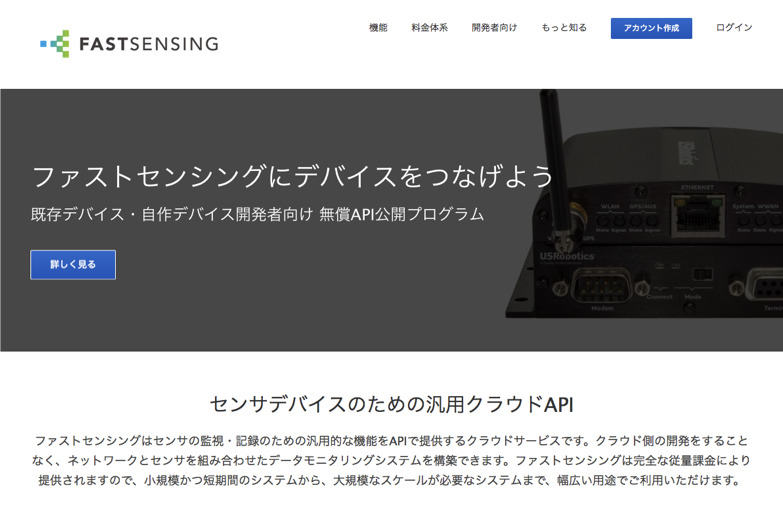 FASTSENSING
機能 料金体系 開発者向け もっと知る アカウント作成 ログイン
ファストセンシングにデバイスをつなげよう
既存デバイス・自作デバイス開発者向け 無償API公開プログラム
詳しく見る
USRobotics
ETHERNET
WLAN GPS/AUX System WWAN
Modem
Connect Mode
センサデバイスのための汎用クラウドAPI
ファストセンシングはセンサの監視・記録のための汎用的な機能をAPIで提供するクラウドサービスです。クラウド側の開発をすること
なく、ネットワークとセンサを組み合わせたデータモニタリングシステムを構築できます。ファストセンシングは完全な従量課金により
提供されますので、小規模かつ短期間のシステムから、大規模なスケールが必要なシステムまで、幅広い用途でご利用いただけます。